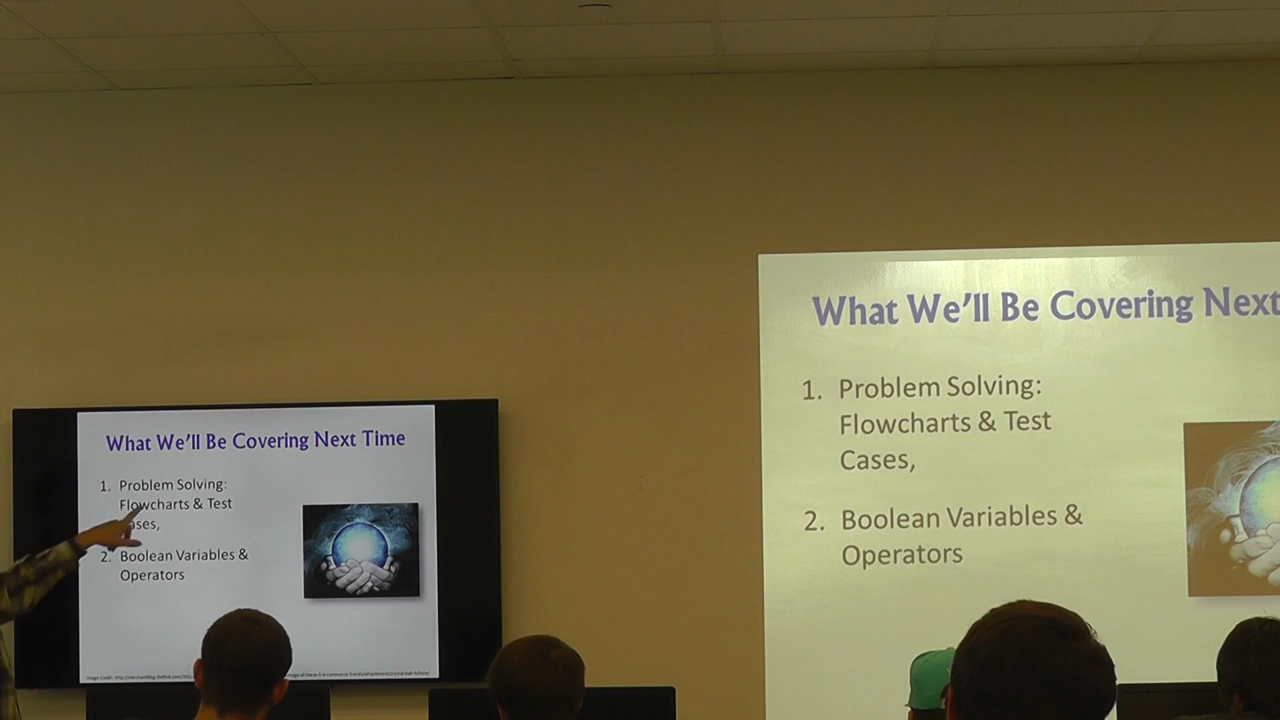 What We'll Be Covering Next Time
1. Problem Solving:
Flowcharts & Test
ases,
2. Boolean Variables &
Operators
What We'll Be Covering Next
1. Problem Solving:
Flowcharts & Test
Cases,
2. Boolean Variables &
Operators